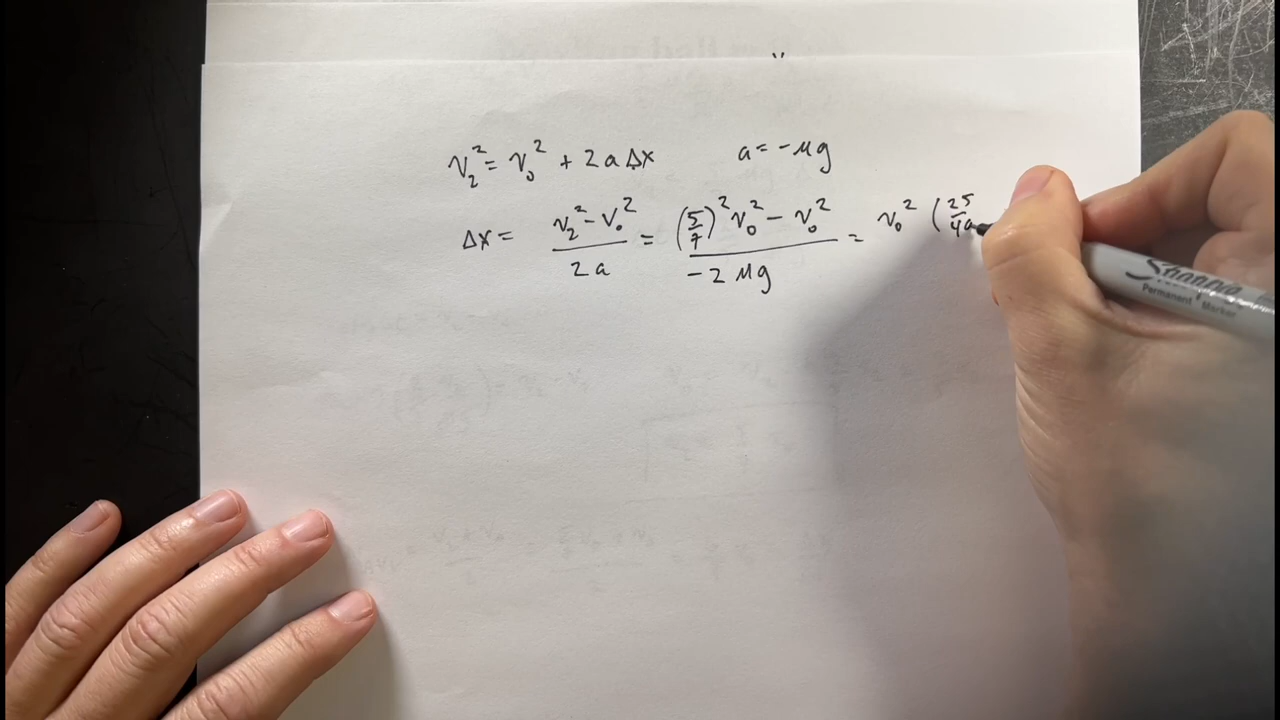 v₂² = v₀² + 2aΔx a = -μg
Δx = (v₂² - v₀²)/(2a) = ((5/7)² v₀² - v₀²)/(-2μg) = v₀² (25/49
Sharpie
Permanent Marker